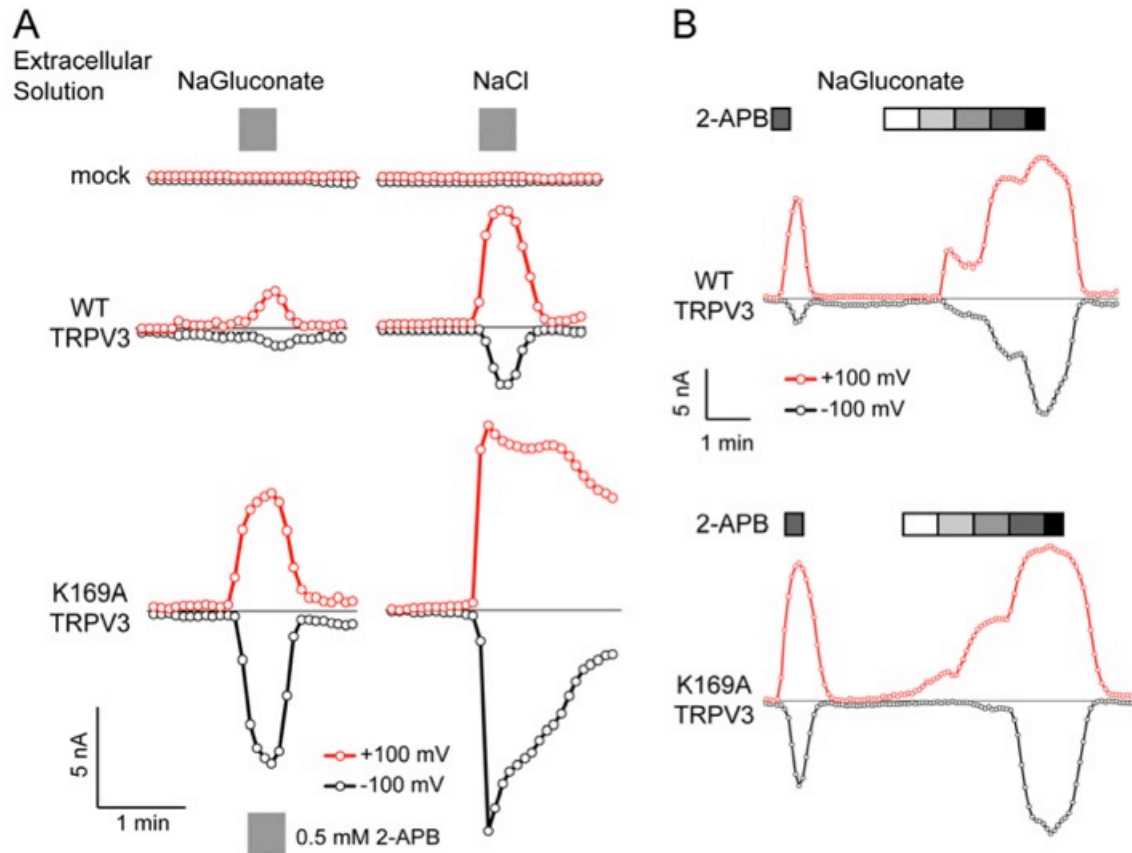 A
Extracellular
Solution
NaGluconate
NaCl
mock
WT
TRPV3
K169A
TRPV3
5 nA
1 min
+100 mV
-100 mV
0.5 mM 2-APB
B
NaGluconate
2-APB
WT
TRPV3
5 nA
1 min
+100 mV
-100 mV
2-APB
K169A
TRPV3